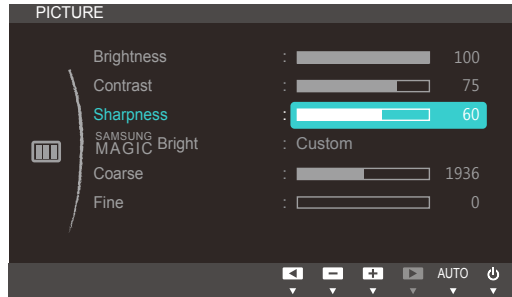 PICTURE
Brightness : 100
Contrast : 75
Sharpness : 60
SAMSUNG
MAGIC Bright : Custom
Coarse : 1936
Fine : 0
AUTO